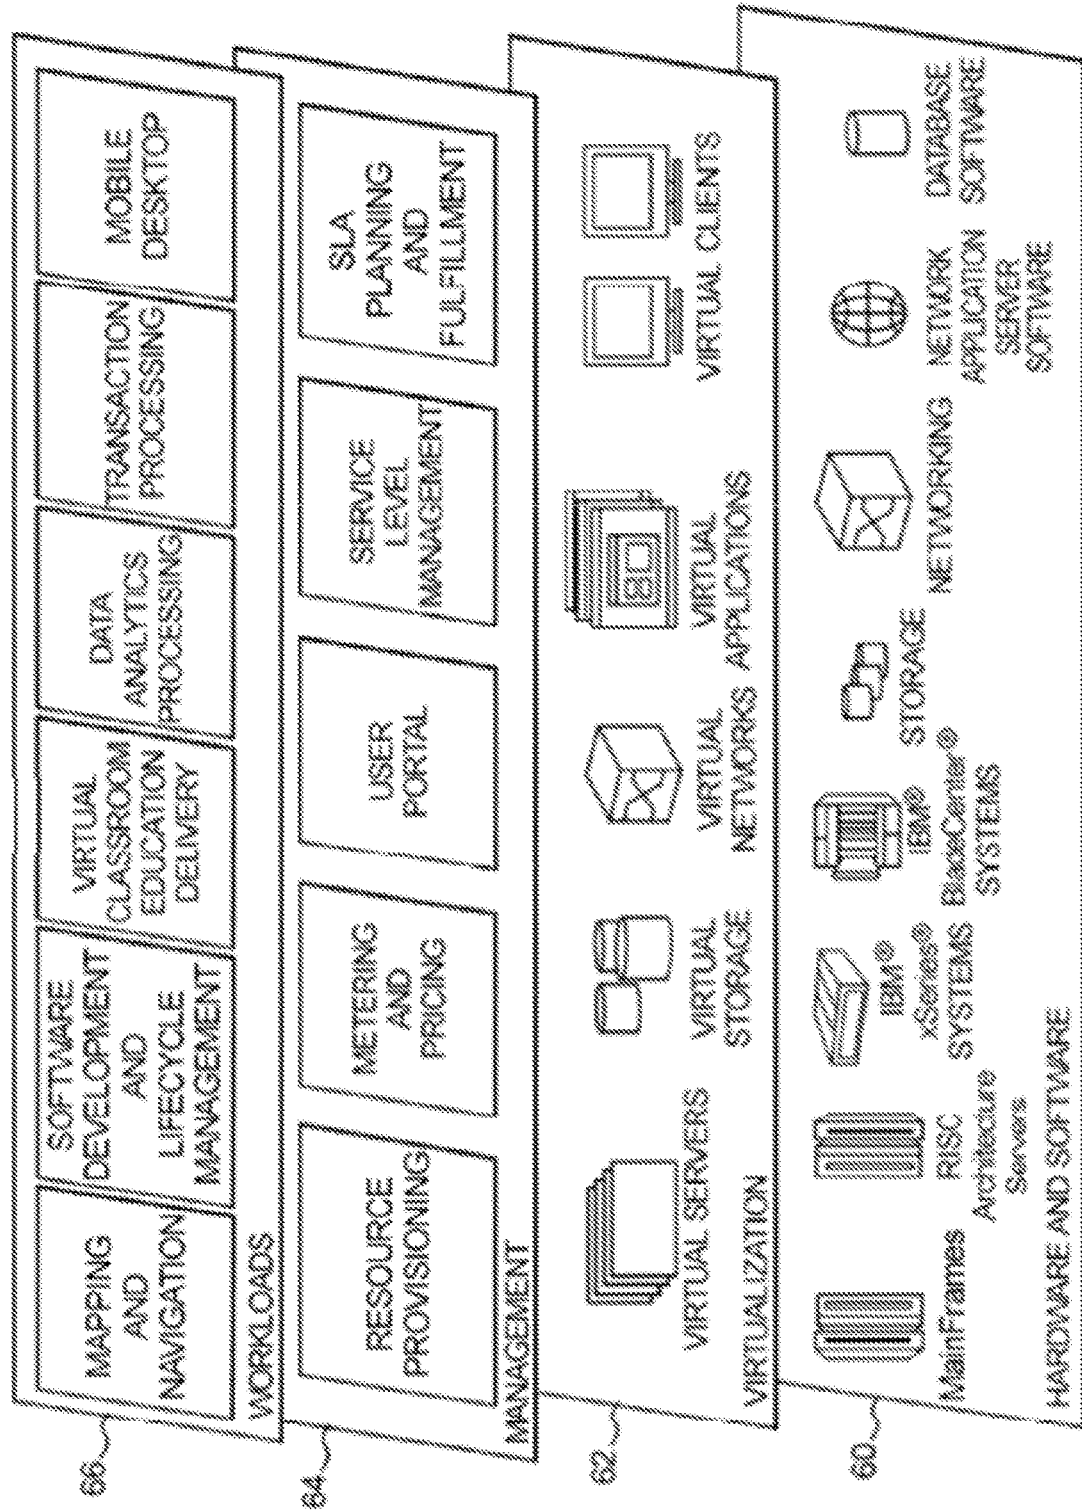 66
MAPPING
AND
NAVIGATION
SOFTWARE
DEVELOPMENT
AND
LIFECYCLE
MANAGEMENT
VIRTUAL
CLASSROOM
EDUCATION
DELIVERY
DATA
ANALYTICS
PROCESSING
TRANSACTION
PROCESSING
MOBILE
DESKTOP
WORKLOADS
64
RESOURCE
PROVISIONING
METERING
AND
PRICING
USER
PORTAL
SERVICE
LEVEL
MANAGEMENT
SLA
PLANNING
AND
FULFILLMENT
MANAGEMENT
62
VIRTUAL SERVERS
VIRTUAL
STORAGE
VIRTUAL
NETWORKS
VIRTUAL
APPLICATIONS
VIRTUAL CLIENTS
VIRTUALIZATION
60
MainFrames
RISC
Architecture
Servers
IBM®
xSeries®
SYSTEMS
IBM®
BladeCenter®
SYSTEMS
STORAGE
NETWORKING
NETWORK
APPLICATION
SERVER
SOFTWARE
DATABASE
SOFTWARE
HARDWARE AND SOFTWARE